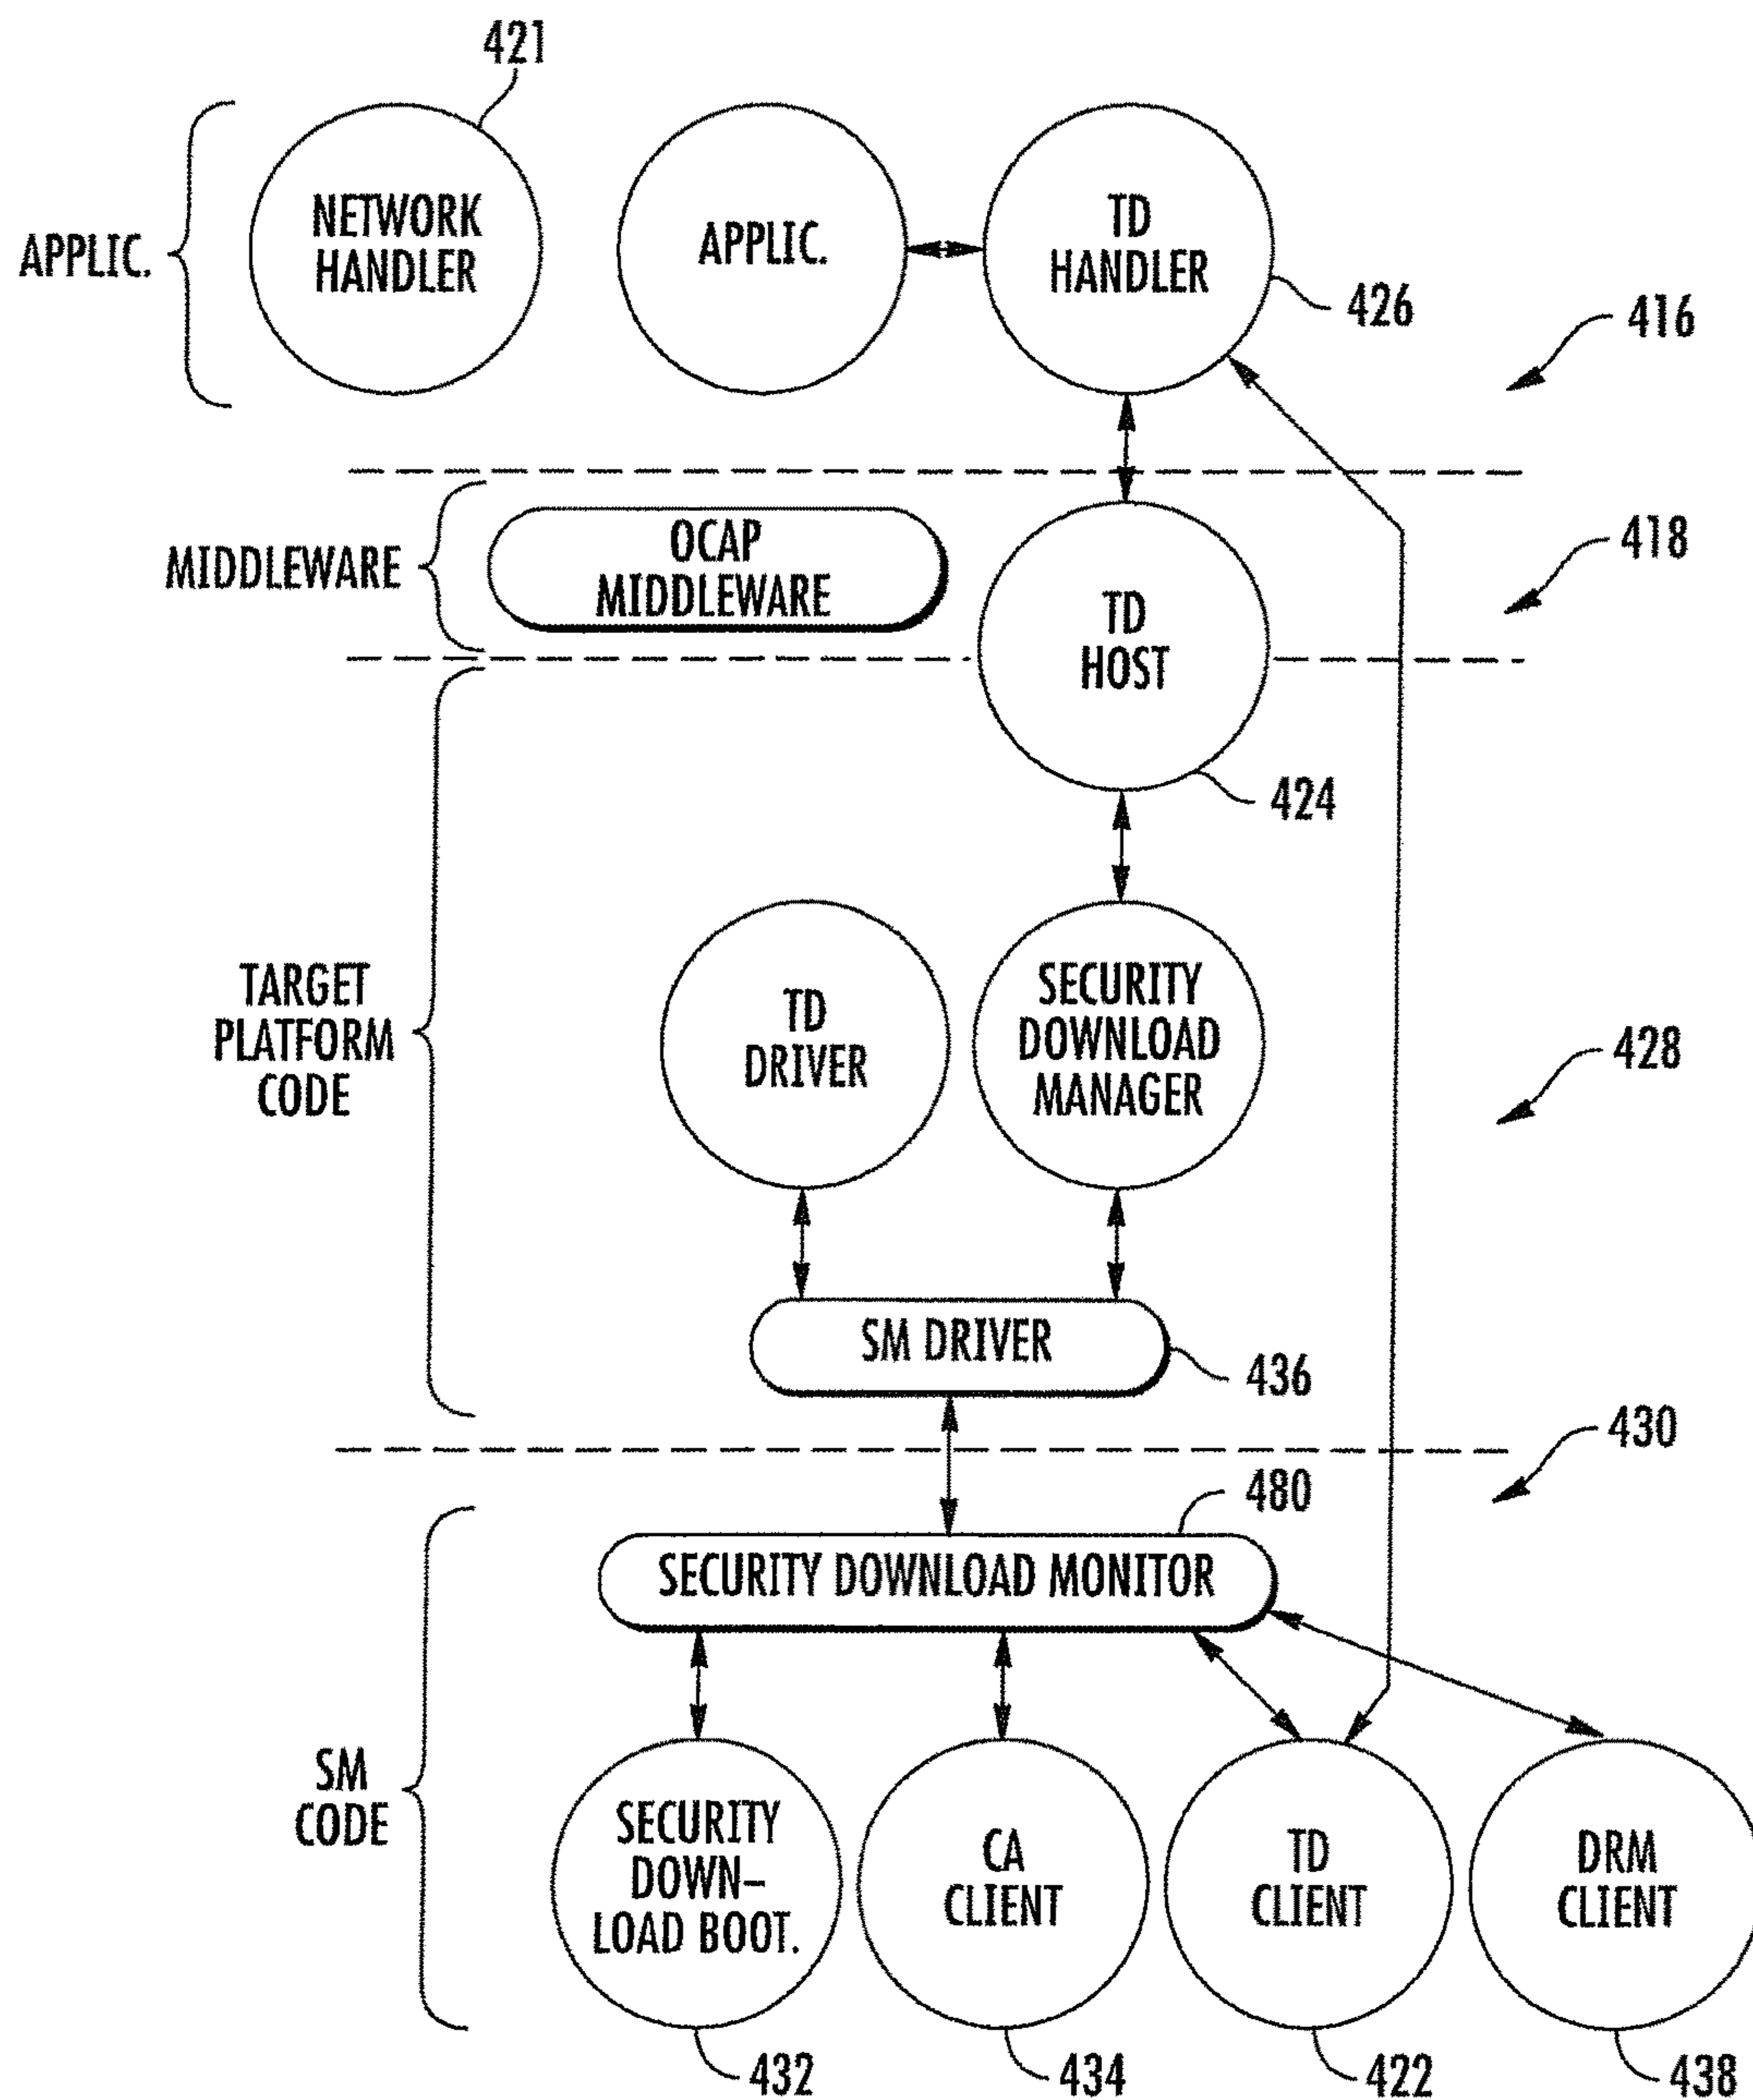 421
APPLIC.
NETWORK
HANDLER
APPLIC.
TD
HANDLER
426
416
MIDDLEWARE
OCAP
MIDDLEWARE
418
TD
HOST
424
TARGET
PLATFORM
CODE
TD
DRIVER
SECURITY
DOWNLOAD
MANAGER
428
SM DRIVER
436
430
480
SECURITY DOWNLOAD MONITOR
SM
CODE
SECURITY
DOWN–
LOAD BOOT.
CA
CLIENT
TD
CLIENT
DRM
CLIENT
432
434
422
438